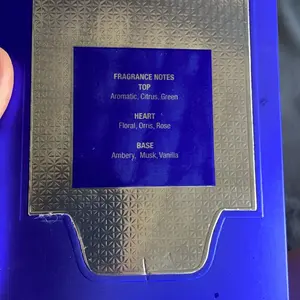 FRAGRANCE NOTES
TOP
Aromatic, Citrus, Green
HEART
Floral, Orris, Rose
BASE
Ambery, Musk, Vanilla